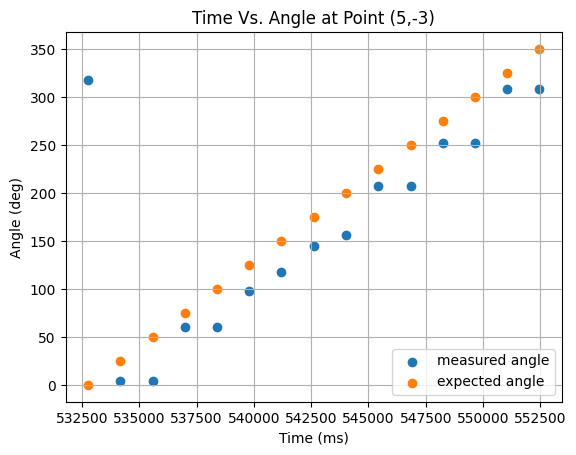 Time Vs. Angle at Point (5,-3)
Angle (deg)
350
300
250
200
150
100
50
0
measured angle
expected angle
532500 535000 537500 540000 542500 545000 547500 550000 552500
Time (ms)